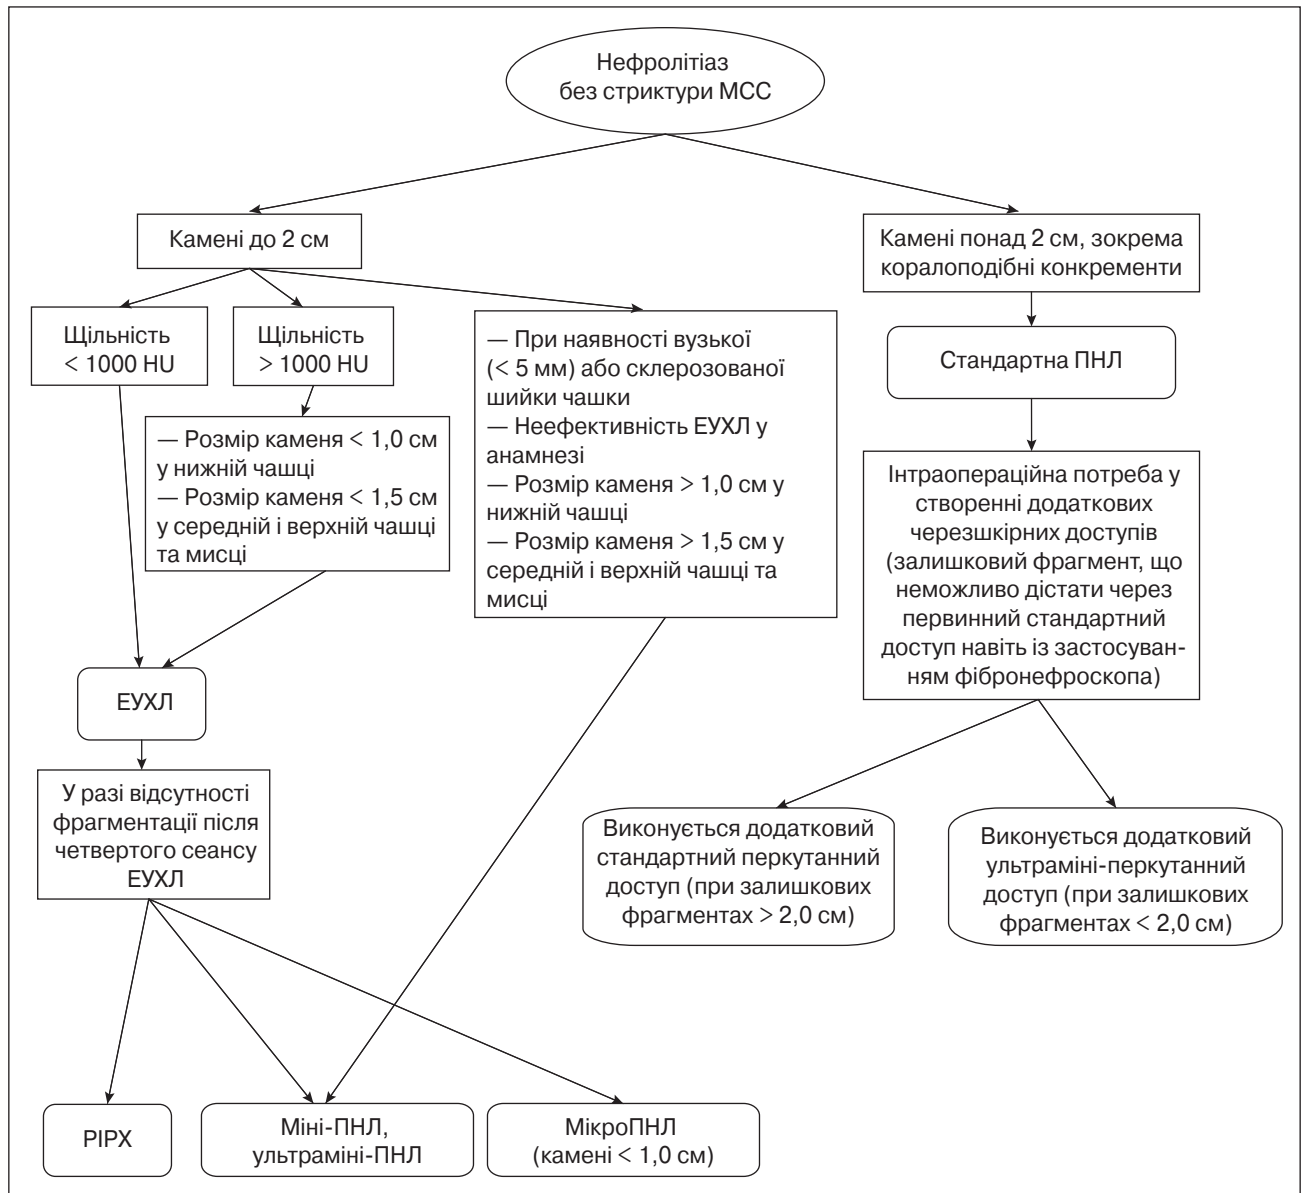 Нефролітіаз
без стриктури МСС
Камені до 2 см
Камені понад 2 см, зокрема
коралоподібні конкременти
Щільність
< 1000 HU
Щільність
> 1000 HU
— При наявності вузької
(< 5 мм) або склерозованої
шийки чашки
— Неефективність ЕУХЛ у
анамнезі
— Розмір каменя > 1,0 см у
нижній чашці
— Розмір каменя > 1,5 см у
середній і верхній чашці та
мисці
Стандартна ПНЛ
— Розмір каменя < 1,0 см
у нижній чашці
— Розмір каменя < 1,5 см
у середній і верхній чашці
та мисці
Інтраопераційна потреба у
створенні додаткових
черезшкірних доступів
(залишковий фрагмент, що
неможливо дістати через
первинний стандартний
доступ навіть із застосуван-
ням фібронефроскопа)
ЕУХЛ
У разі відсутності
фрагментації після
четвертого сеансу
ЕУХЛ
Виконується додатковий
стандартний перкутанний
доступ (при залишкових
фрагментах > 2,0 см)
Виконується додатковий
ультраміні-перкутанний
доступ (при залишкових
фрагментах < 2,0 см)
РІРХ
Міні-ПНЛ,
ультраміні-ПНЛ
МікроПНЛ
(камені < 1,0 см)